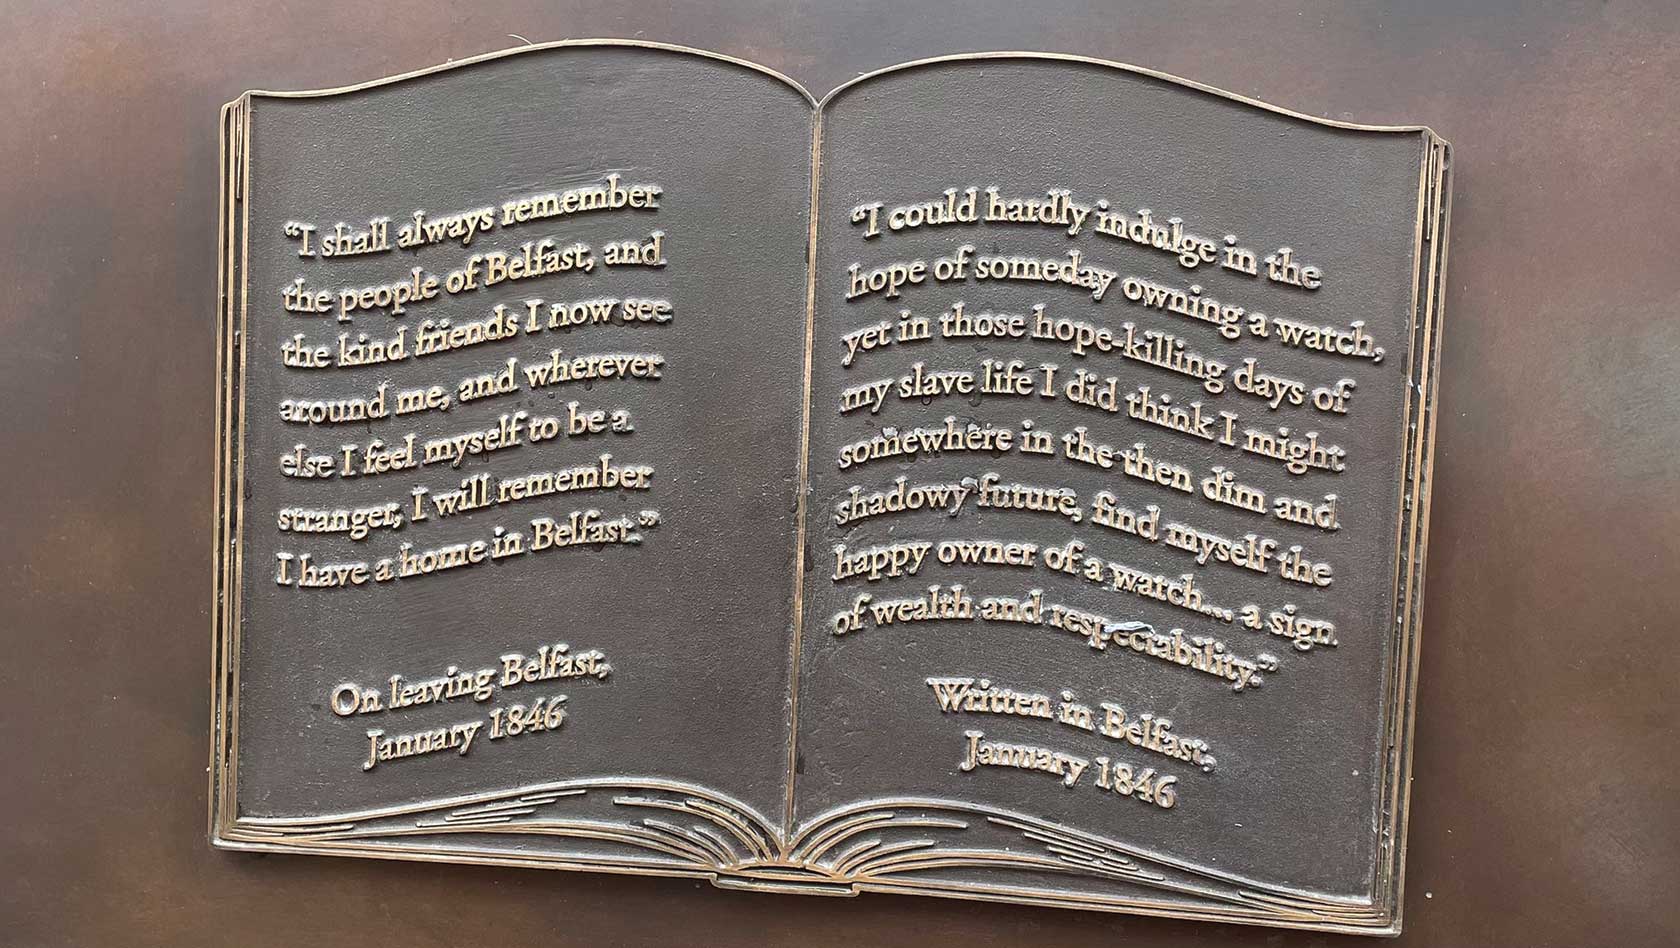 “I shall always remember
the people of Belfast, and
the kind friends I now see
around me, and wherever
else I feel myself to be a
stranger, I will remember
I have a home in Belfast.”
On leaving Belfast,
January 1846
“I could hardly indulge in the
hope of someday owning a watch,
yet in those hope-killing days of
my slave life I did think I might
somewhere in the then dim and
shadowy future, find myself the
happy owner of a watch... a sign
of wealth and respectability.”
Written in Belfast,
January 1846